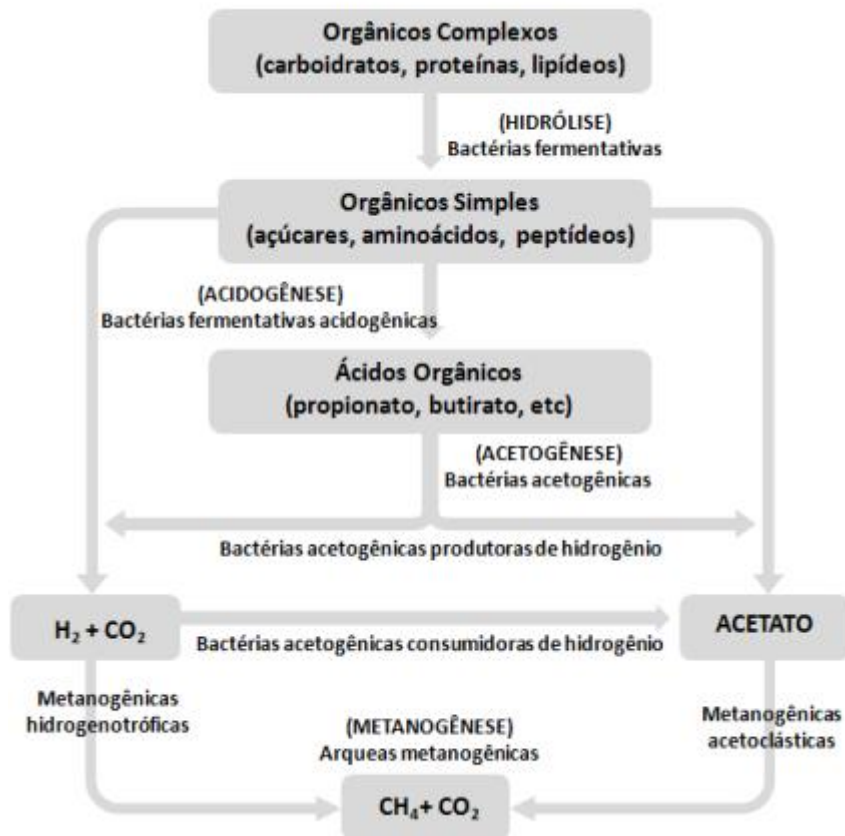 Orgânicos Complexos
(carboidratos, proteínas, lipídeos)
(HIDRÓLISE)
Bactérias fermentativas
Orgânicos Simples
(açúcares, aminoácidos, peptídeos)
(ACIDOGÊNESE)
Bactérias fermentativas acidogênicas
Ácidos Orgânicos
(propionato, butirato, etc)
(ACETOGÊNESE)
Bactérias acetogênicas
Bactérias acetogênicas produtoras de hidrogênio
H₂ + CO₂
Bactérias acetogênicas consumidoras de hidrogênio
ACETATO
Metanogênicas
hidrogenotróficas
(METANOGÊNESE)
Arqueas metanogênicas
Metanogênicas
acetoclásticas
CH₄+ CO₂